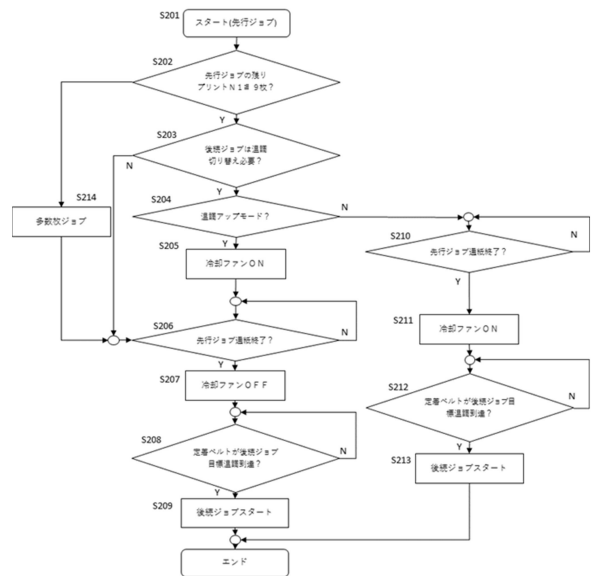 S201
スタート(先行ジョブ)
S202
先行ジョブの残り
プリントN1≠9枚?
Y
S203
後続ジョブは温調
切り替え必要?
N
Y
S214
多数枚ジョブ
S204
温調アップモード?
N
Y
S205
冷却ファンON
S206
先行ジョブ通紙終了?
N
Y
S207
冷却ファンOFF
S208
定着ベルトが後続ジョブ
目標温調到達?
N
Y
S209
後続ジョブスタート
エンド
S210
先行ジョブ通紙終了?
N
Y
S211
冷却ファンON
S212
定着ベルトが後続ジョブ目
標温調到達?
N
Y
S213
後続ジョブスタート